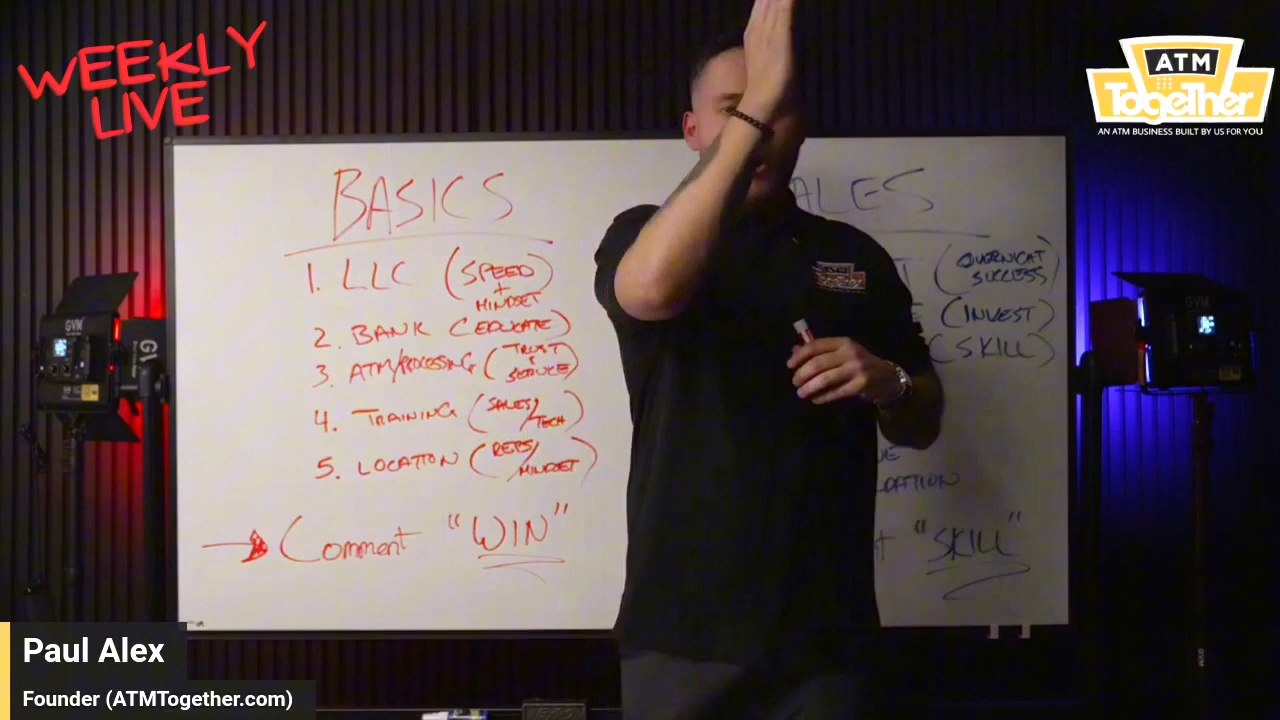 WEEKLY
LIVE
ATM
Together
AN ATM BUSINESS BUILT BY US FOR YOU
BASICS
1. LLC (SPEED
+
MINDSET
2. BANK (EDUCATE)
3. ATM/PROCESSING (TRUST
&
SERVICE)
4. TRAINING (SALES/
TECH)
5. LOCATION (REPS/
MINDSET)
Comment "WIN"
ALES
SUCCESS)
(INVEST)
(SKILL)
"SKILL"
GVM
GVM
Paul Alex
Founder (ATMTogether.com)